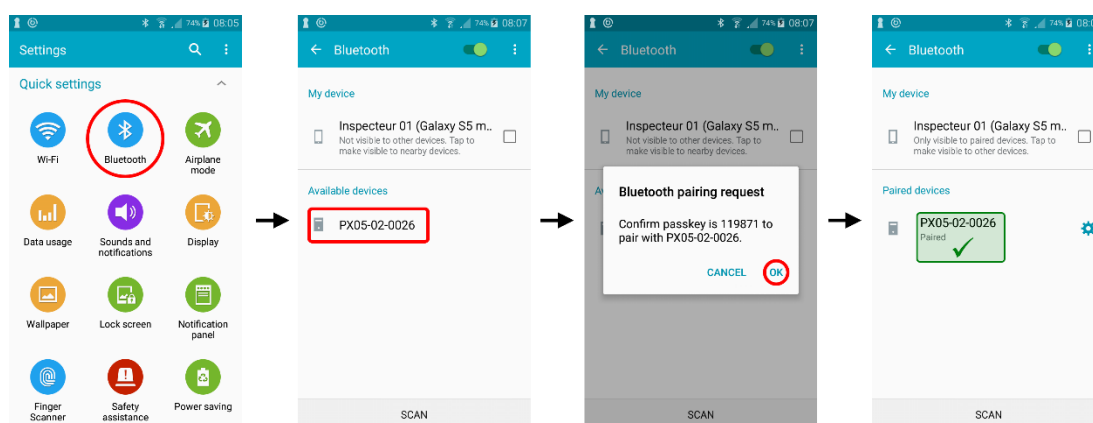 74% 08:05
Settings
Quick settings
Wi-Fi
Bluetooth
Airplane
mode
Data usage
Sounds and
notifications
Display
Wallpaper
Lock screen
Notification
panel
Finger
Scanner
Safety
assistance
Power saving
74% 08:07
Bluetooth
My device
Inspecteur 01 (Galaxy S5 m..
Not visible to other devices. Tap to
make visible to nearby devices.
Available devices
PX05-02-0026
SCAN
74% 08:07
Bluetooth
My device
Inspecteur 01 (Galaxy S5 m..
Not visible to other devices. Tap to
make visible to nearby devices.
Bluetooth pairing request
Confirm passkey is 119871 to
pair with PX05-02-0026.
CANCEL
OK
SCAN
74%
Bluetooth
My device
Inspecteur 01 (Galaxy S5 m..
Only visible to paired devices. Tap to
make visible to other devices.
Paired devices
PX05-02-0026
Paired
SCAN